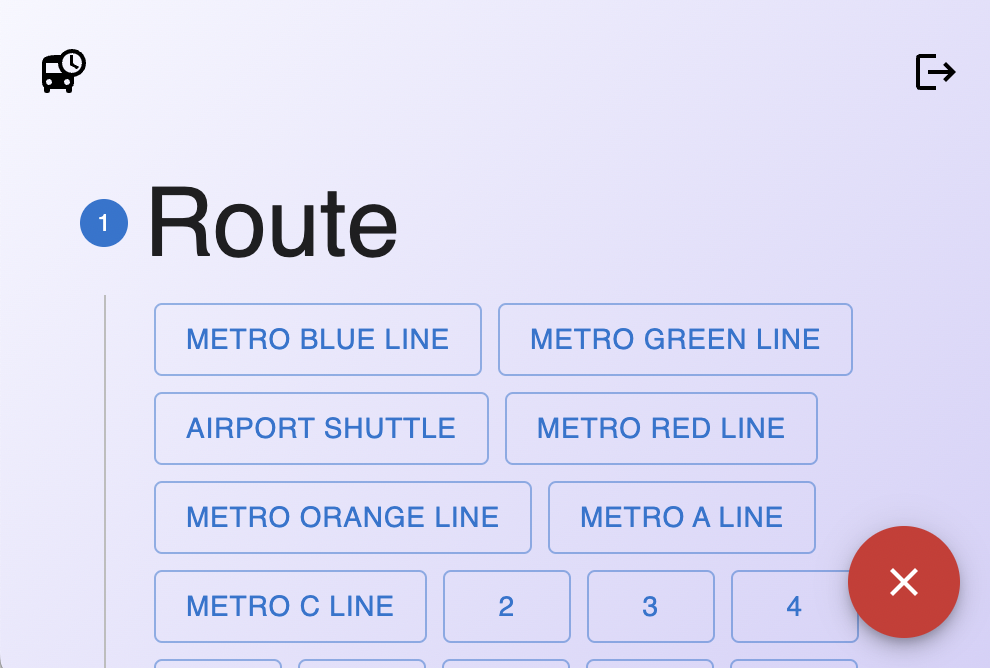 1 Route
METRO BLUE LINE METRO GREEN LINE
AIRPORT SHUTTLE METRO RED LINE
METRO ORANGE LINE METRO A LINE
METRO C LINE 2 3 4